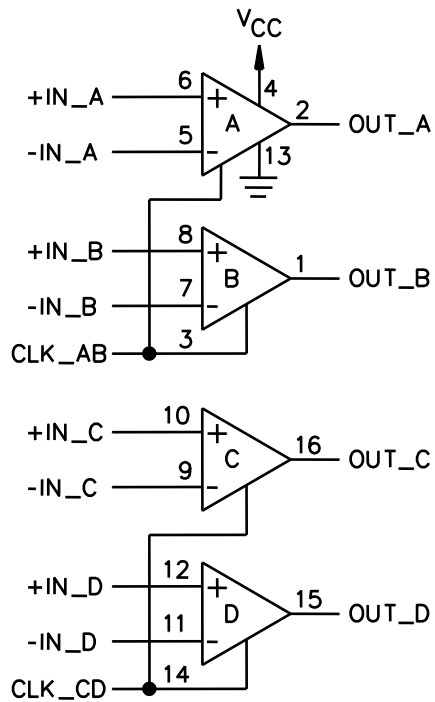 VCC
+IN_A 6 + 4
A 2 OUT_A
-IN_A 5 - 13
+IN_B 8 +
B 1 OUT_B
-IN_B 7 -
CLK_AB 3
+IN_C 10 +
C 16 OUT_C
-IN_C 9 -
+IN_D 12 +
D 15 OUT_D
-IN_D 11 -
CLK_CD 14